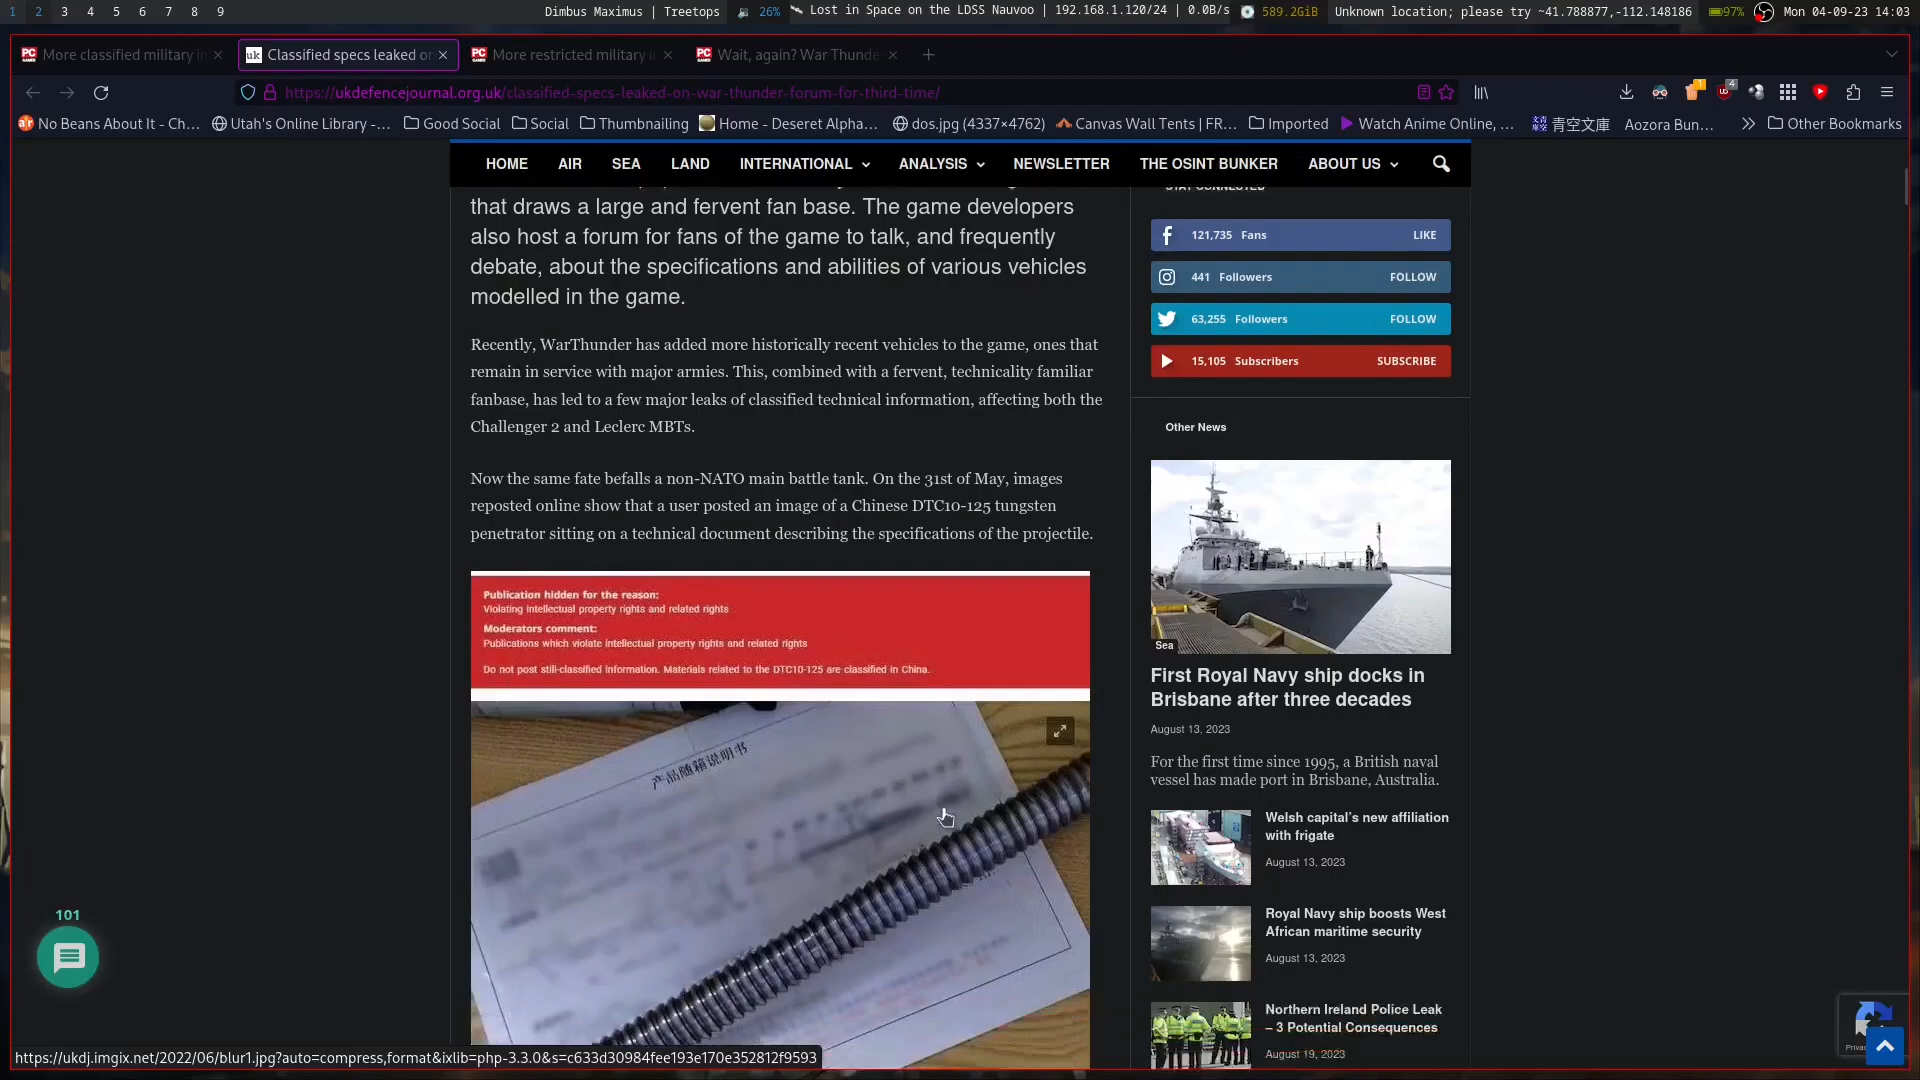 1 2 3 4 5 6 7 8 9
Dimbus Maximus | Treetops
26%
Lost in Space on the LDSS Nauvoo | 192.168.1.120/24 | 0.0B/s
589.2GiB
Unknown location; please try ~41.788877,-112.148186
97%
Mon 04-09-23 14:03
More classified military in
Classified specs leaked o
More restricted military i
Wait, again? War Thunde
https://ukdefencejournal.org.uk/classified-specs-leaked-on-war-thunder-forum-for-third-time/
No Beans About It - Ch...
Utah's Online Library -...
Good Social
Social
Thumbnailing
Home - Deseret Alpha...
dos.jpg (4337×4762)
Canvas Wall Tents | FR...
Imported
Watch Anime Online, ...
青空文庫 Aozora Bun...
Other Bookmarks
HOME
AIR
SEA
LAND
INTERNATIONAL
ANALYSIS
NEWSLETTER
THE OSINT BUNKER
ABOUT US
that draws a large and fervent fan base. The game developers
also host a forum for fans of the game to talk, and frequently
debate, about the specifications and abilities of various vehicles
modelled in the game.
Recently, WarThunder has added more historically recent vehicles to the game, ones that
remain in service with major armies. This, combined with a fervent, technicality familiar
fanbase, has led to a few major leaks of classified technical information, affecting both the
Challenger 2 and Leclerc MBTs.
Now the same fate befalls a non-NATO main battle tank. On the 31st of May, images
reposted online show that a user posted an image of a Chinese DTC10-125 tungsten
penetrator sitting on a technical document describing the specifications of the projectile.
Publication hidden for the reason:
Violating intellectual property rights and related rights
Moderators comment:
Publications which violate intellectual property rights and related rights
Do not post still-classified information. Materials related to the DTC10-125 are classified in China.
产品随箱说明书
STAY CONNECTED
121,735 Fans LIKE
441 Followers FOLLOW
63,255 Followers FOLLOW
15,105 Subscribers SUBSCRIBE
Other News
Sea
First Royal Navy ship docks in
Brisbane after three decades
August 13, 2023
For the first time since 1995, a British naval
vessel has made port in Brisbane, Australia.
Welsh capital's new affiliation
with frigate
August 13, 2023
Royal Navy ship boosts West
African maritime security
August 13, 2023
Northern Ireland Police Leak
– 3 Potential Consequences
August 19, 2023
101
https://ukdj.imgix.net/2022/06/blur1.jpg?auto=compress,format&ixlib=php-3.3.0&s=c633d30984fee193e170e352812f9593